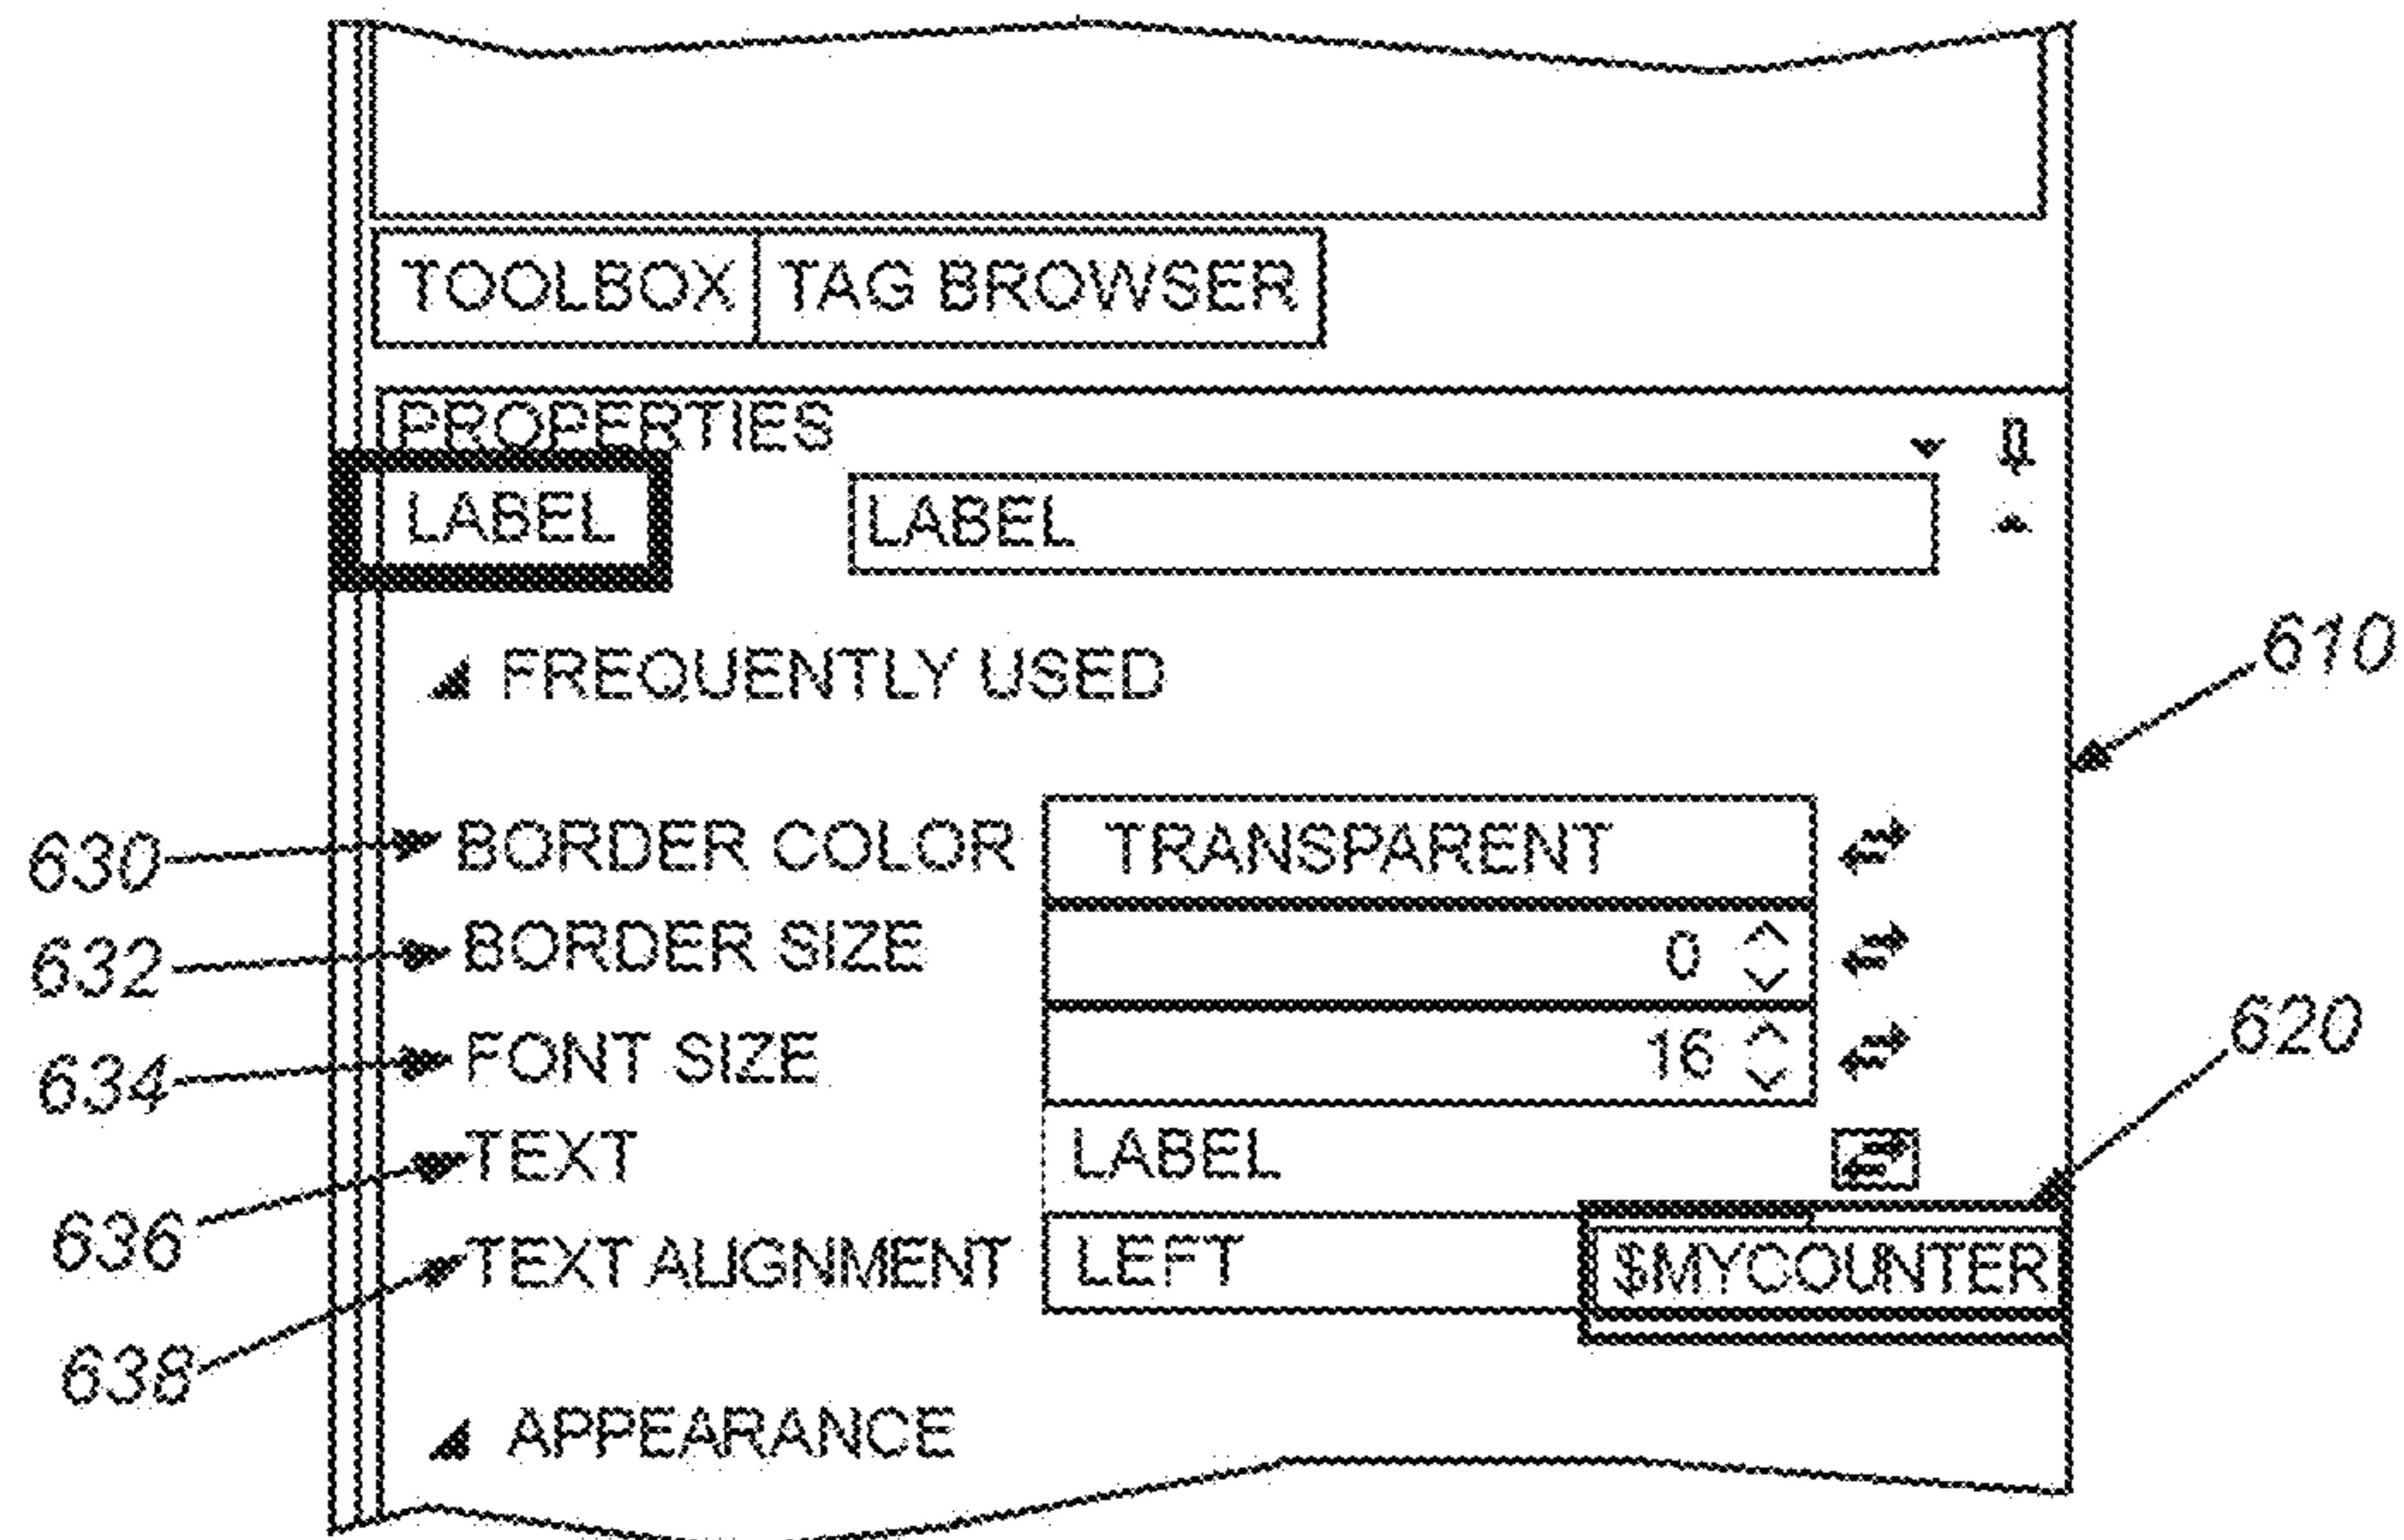 TOOLBOX TAG BROWSER
PROPERTIES
LABEL LABEL
FREQUENTLY USED
610
630 BORDER COLOR TRANSPARENT
632 BORDER SIZE 0
634 FONT SIZE 16
620
636 TEXT LABEL
638 TEXT ALIGNMENT LEFT $MYCOUNTER
APPEARANCE